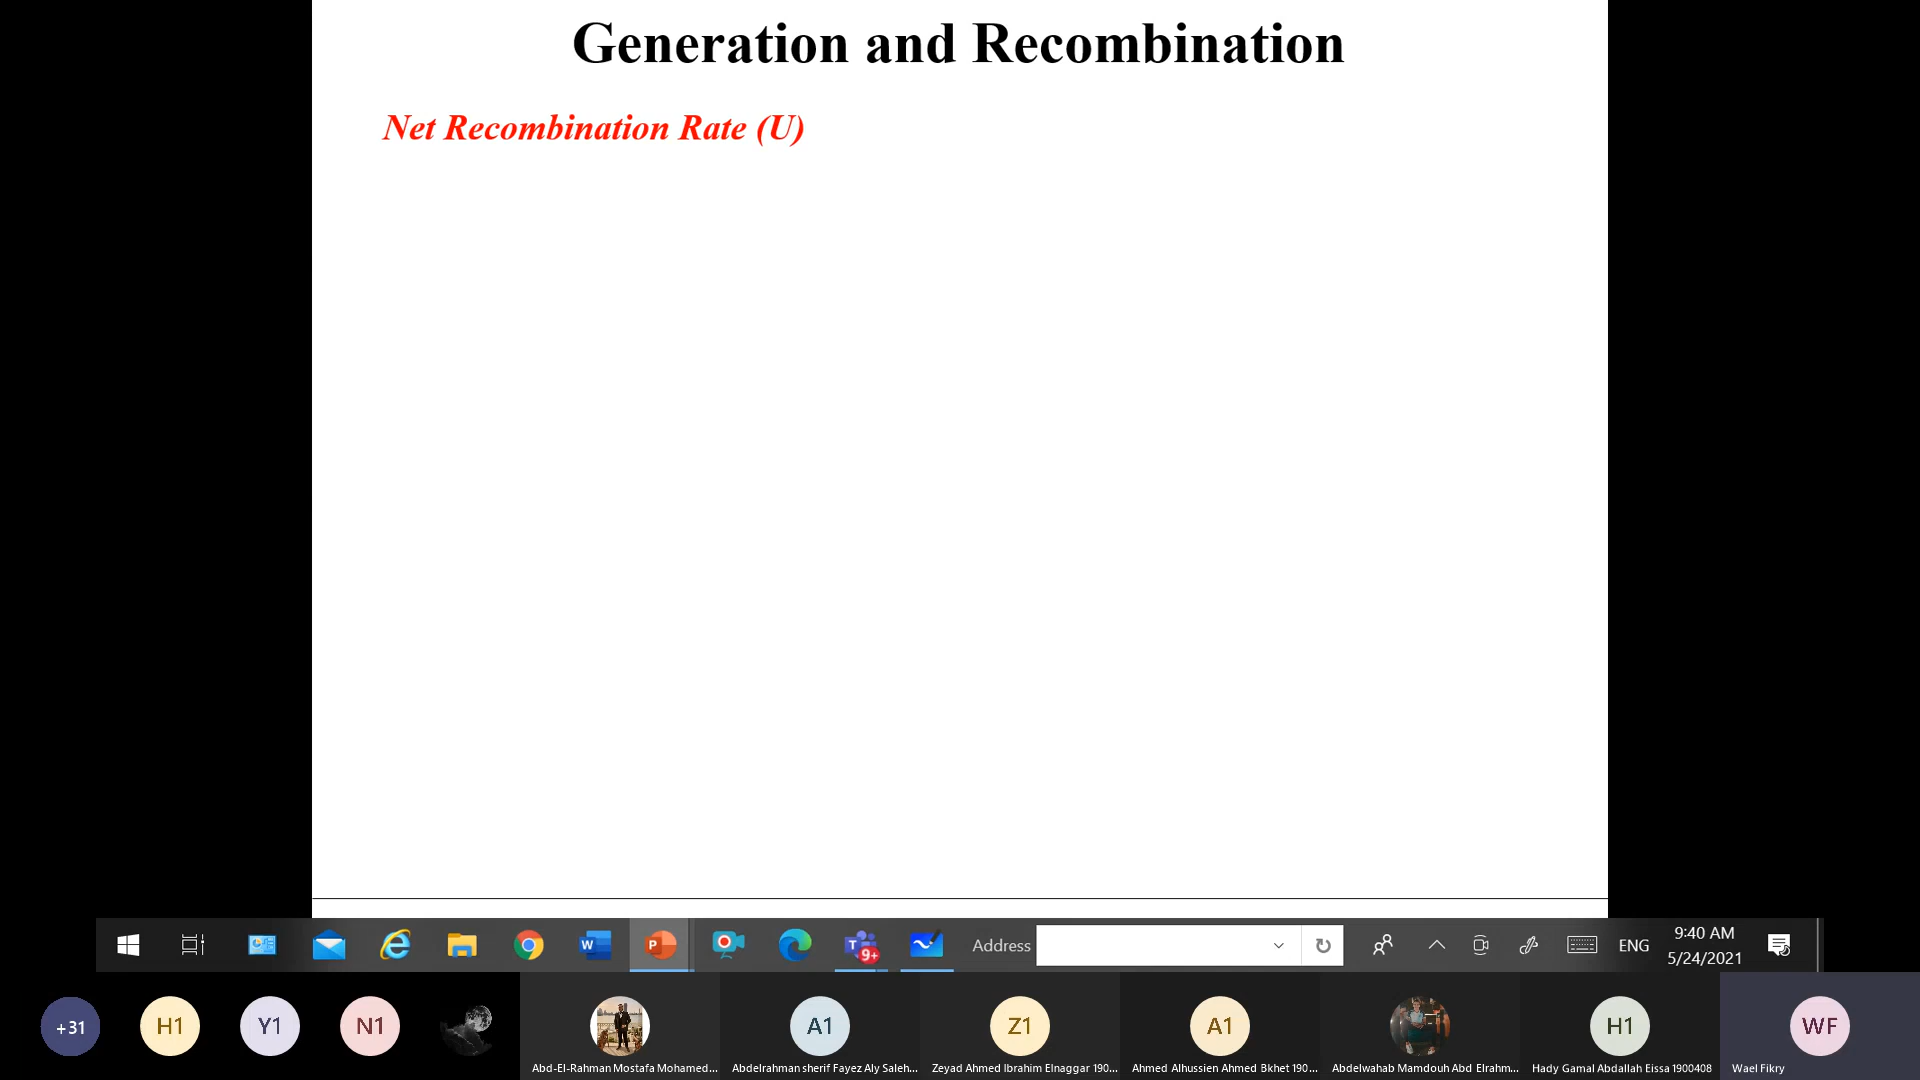 Generation and Recombination
Net Recombination Rate (U)
Address
ENG
9:40 AM
5/24/2021
9+
+31
H1
Y1
N1
A1
Z1
A1
H1
WF
Abd-El-Rahman Mostafa Mohamed...
Abdelrahman sherif Fayez Aly Saleh...
Zeyad Ahmed Ibrahim Elnaggar 190...
Ahmed Alhussien Ahmed Bkhet 190...
Abdelwahab Mamdouh Abd Elrahm...
Hady Gamal Abdallah Eissa 1900408
Wael Fikry